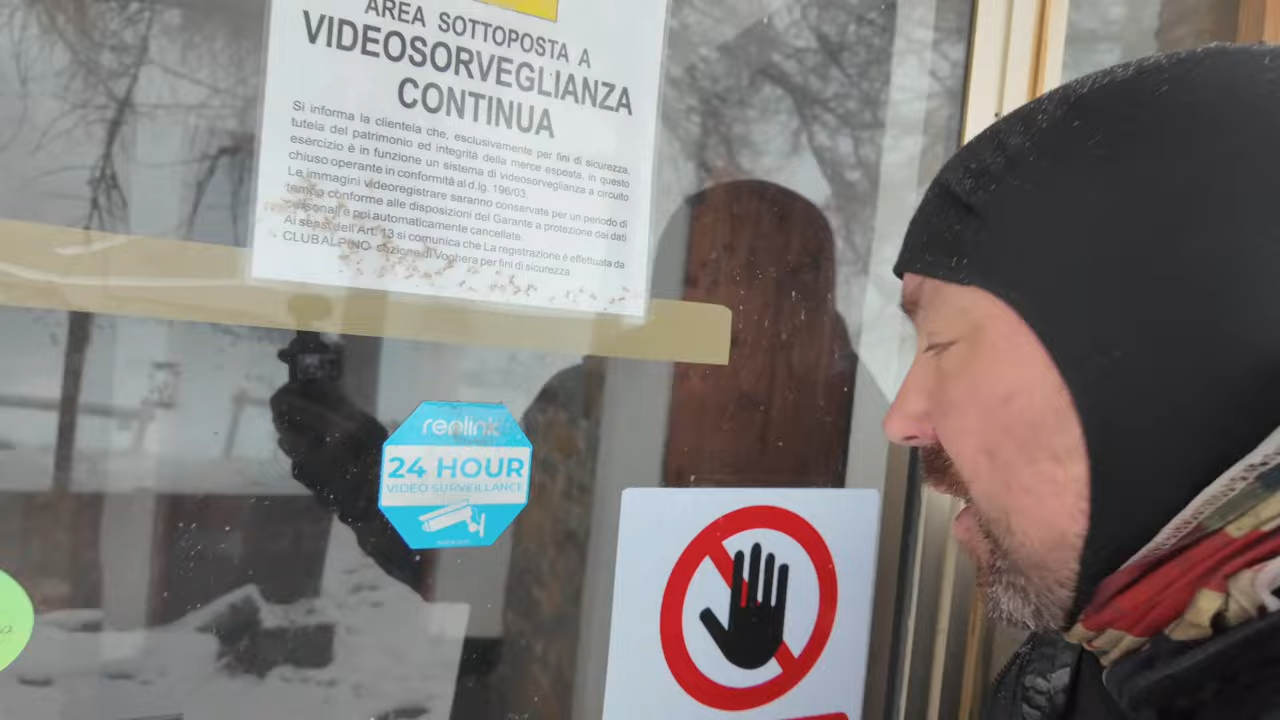 AREA SOTTOPOSTA A
VIDEOSORVEGLIANZA
CONTINUA
Si informa la clientela che, esclusivamente per fini di sicurezza,
tutela del patrimonio ed integrità della merce esposta, in questo
esercizio è in funzione un sistema di videosorveglianza a circuito
chiuso operante in conformità al d.lg. 196/03.
Le immagini videoregistrare saranno conservate per un periodo di
tempo conforme alle disposizioni del Garante a protezione dei dati
personali e poi automaticamente cancellate.
Ai sensi dell'Art. 13 si comunica che La registrazione è effettuata da
CLUB ALPINO sezione di Voghera per fini di sicurezza
reolink
24 HOUR
VIDEO SURVEILLANCE